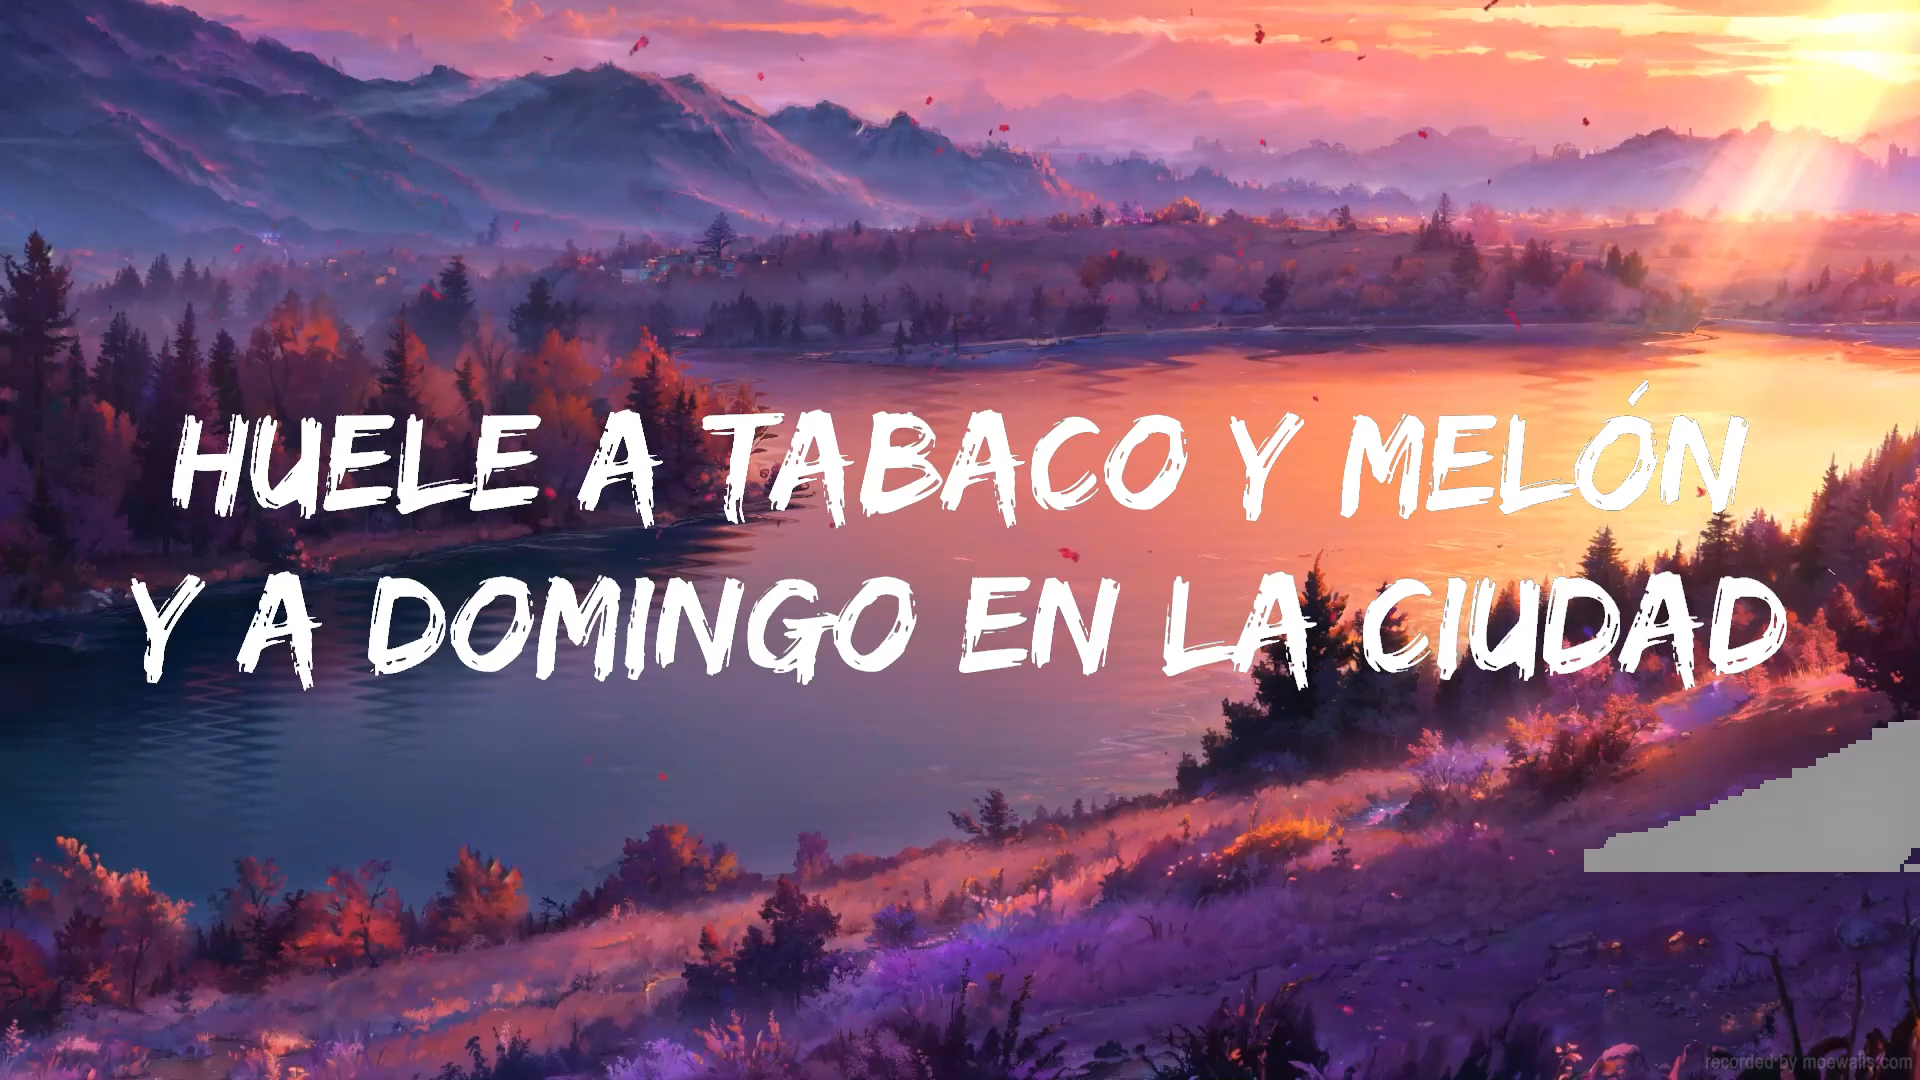 HUELE A TABACO Y MELÓN
Y A DOMINGO EN LA CIUDAD
recorded by moewalls.com